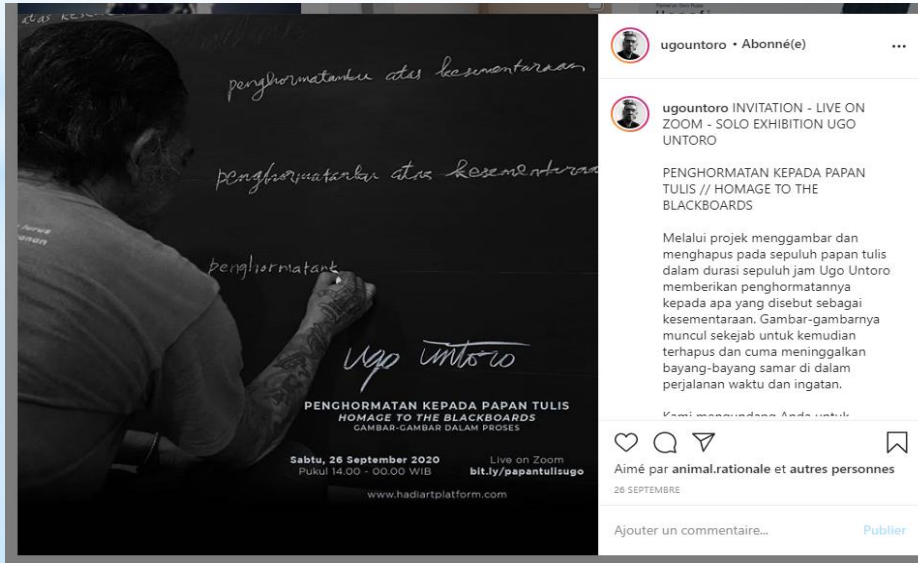 penghormatanku atas kesementaraan
penghormatanku atas kesementaraan
penghormatank
ugo untoro
PENGHORMATAN KEPADA PAPAN TULIS
HOMAGE TO THE BLACKBOARDS
GAMBAR-GAMBAR DALAM PROSES
Sabtu, 26 September 2020
Pukul 14.00 - 00.00 WIB
Live on Zoom
bit.ly/papantulisugo
www.hadiartplatform.com
ugountoro • Abonné(e)
ugountoro INVITATION - LIVE ON
ZOOM - SOLO EXHIBITION UGO
UNTORO
PENGHORMATAN KEPADA PAPAN
TULIS // HOMAGE TO THE
BLACKBOARDS
Melalui projek menggambar dan
menghapus pada sepuluh papan tulis
dalam durasi sepuluh jam Ugo Untoro
memberikan penghormatannya
kepada apa yang disebut sebagai
kesementaraan. Gambar-gambarnya
muncul sekejab untuk kemudian
terhapus dan cuma meninggalkan
bayang-bayang samar di dalam
perjalanan waktu dan ingatan.
Kami mengundang Anda untuk
Aimé par animal.rationale et autres personnes
26 SEPTEMBRE
Ajouter un commentaire...
Publier